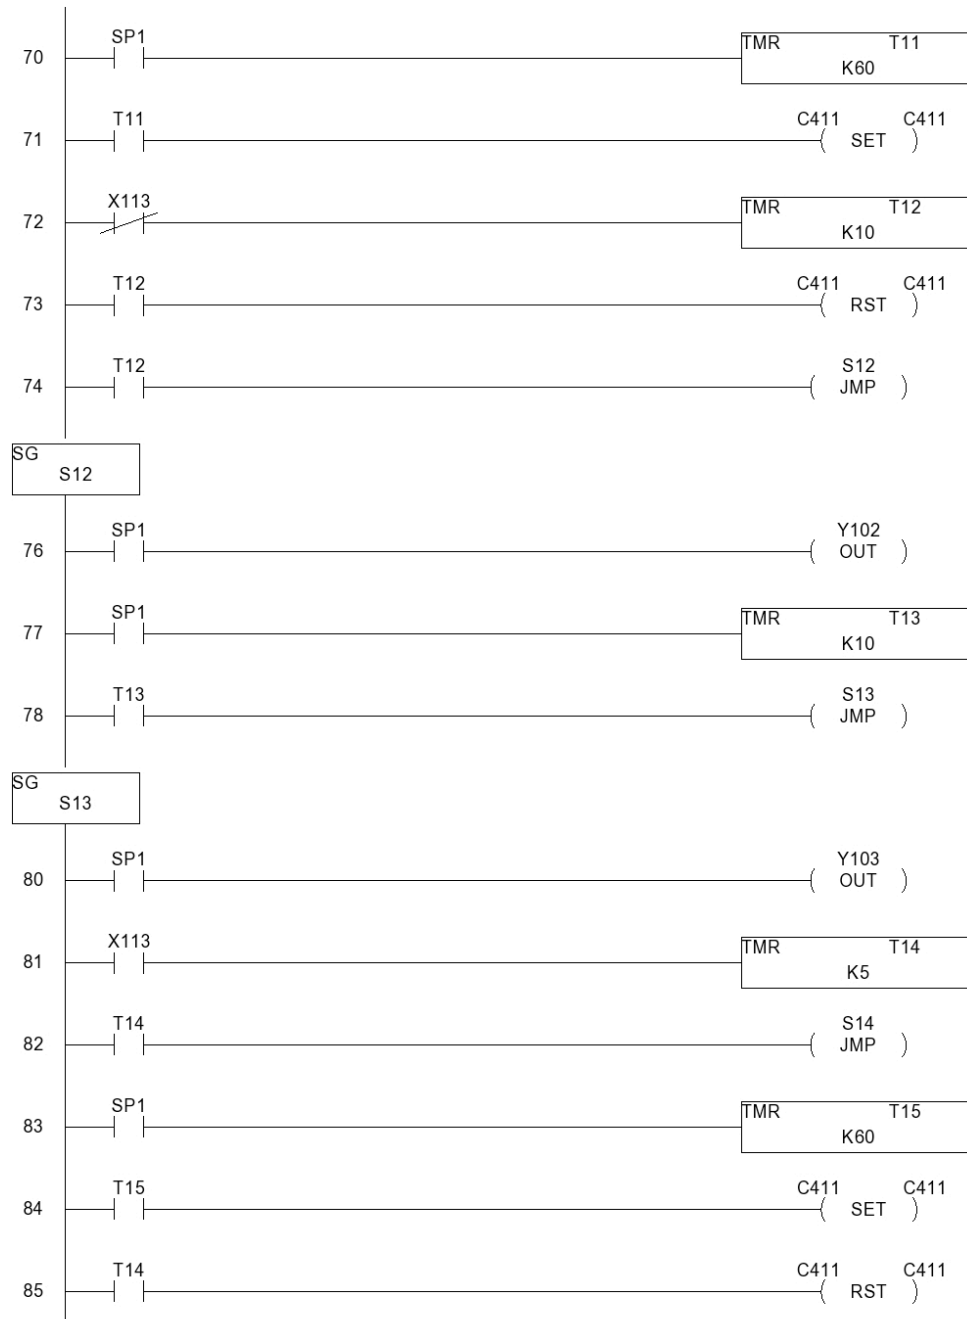 SP1
TMR T11
70
K60
T11 C411 C411
71 SET
X113
TMR T12
72
K10
T12 C411 C411
73 RST
T12 S12
74 JMP
SG
S12
SP1 Y102
76 OUT
SP1
TMR T13
77
K10
T13 S13
78 JMP
SG
S13
SP1 Y103
80 OUT
X113
TMR T14
81
K5
T14 S14
82 JMP
SP1
TMR T15
83
K60
T15 C411 C411
84 SET
T14 C411 C411
85 RST